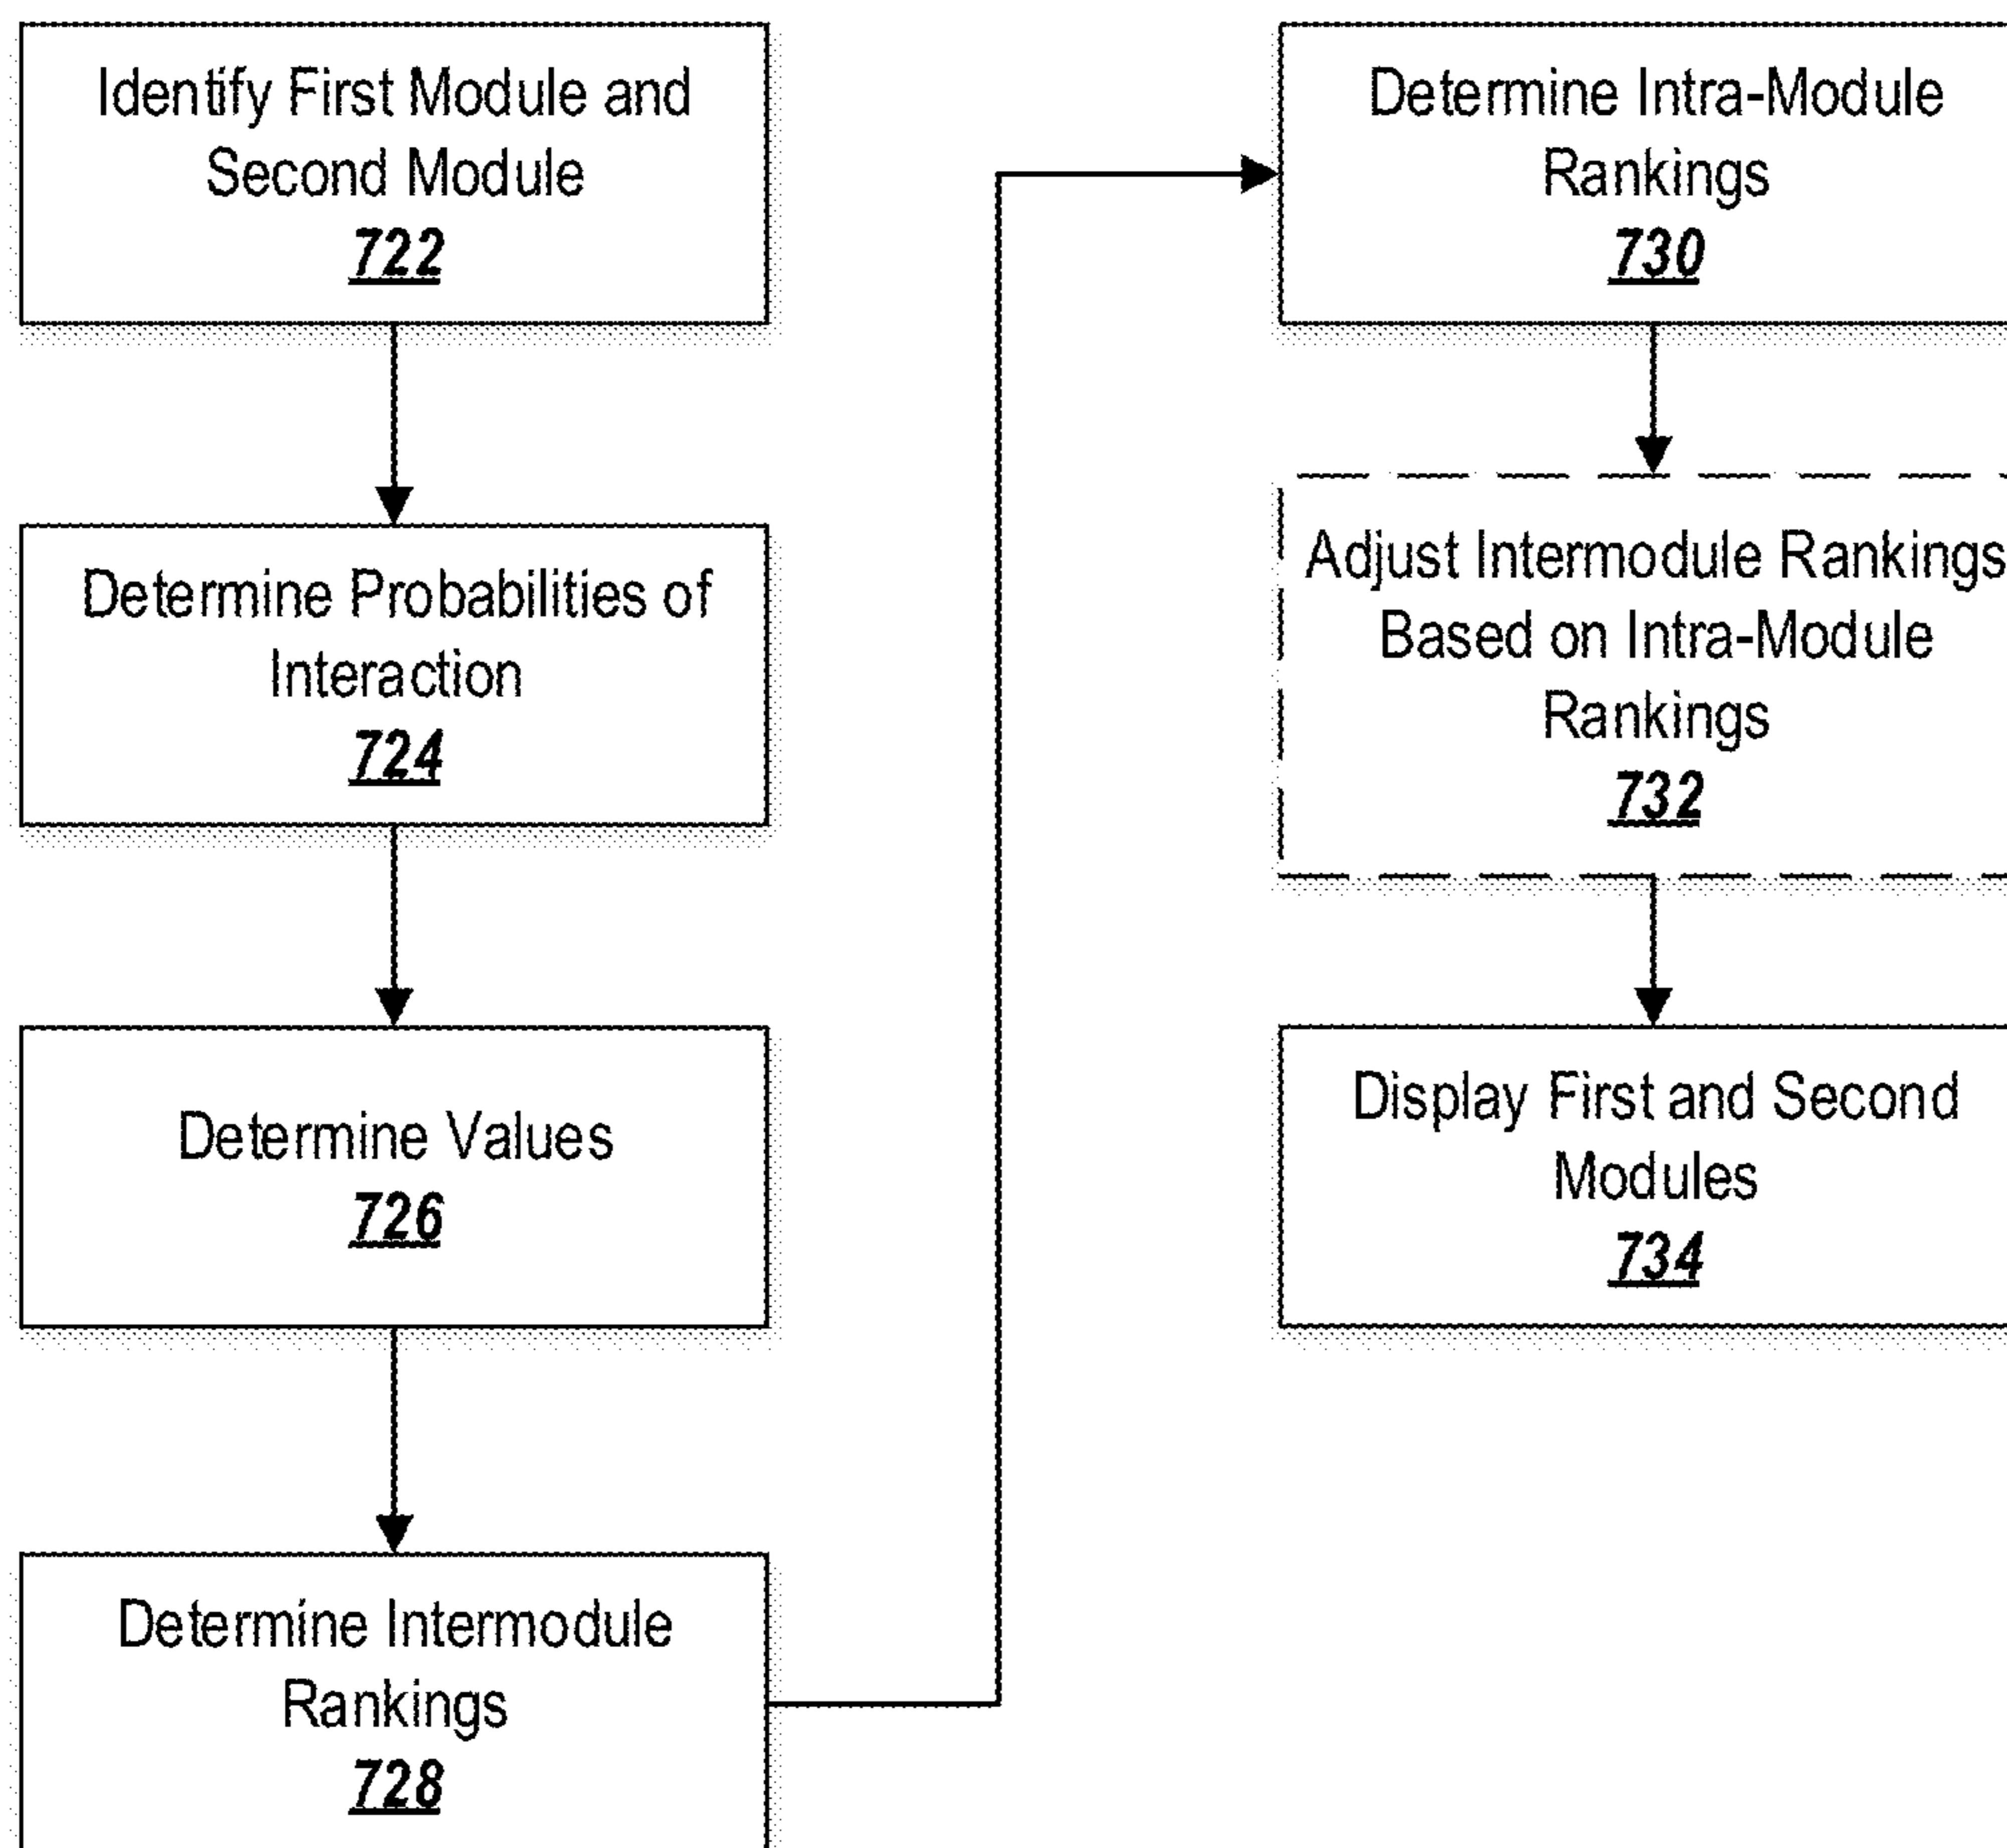 Identify First Module and
Second Module
722
Determine Probabilities of
Interaction
724
Determine Values
726
Determine Intermodule
Rankings
728
Determine Intra-Module
Rankings
730
Adjust Intermodule Rankings
Based on Intra-Module
Rankings
732
Display First and Second
Modules
734